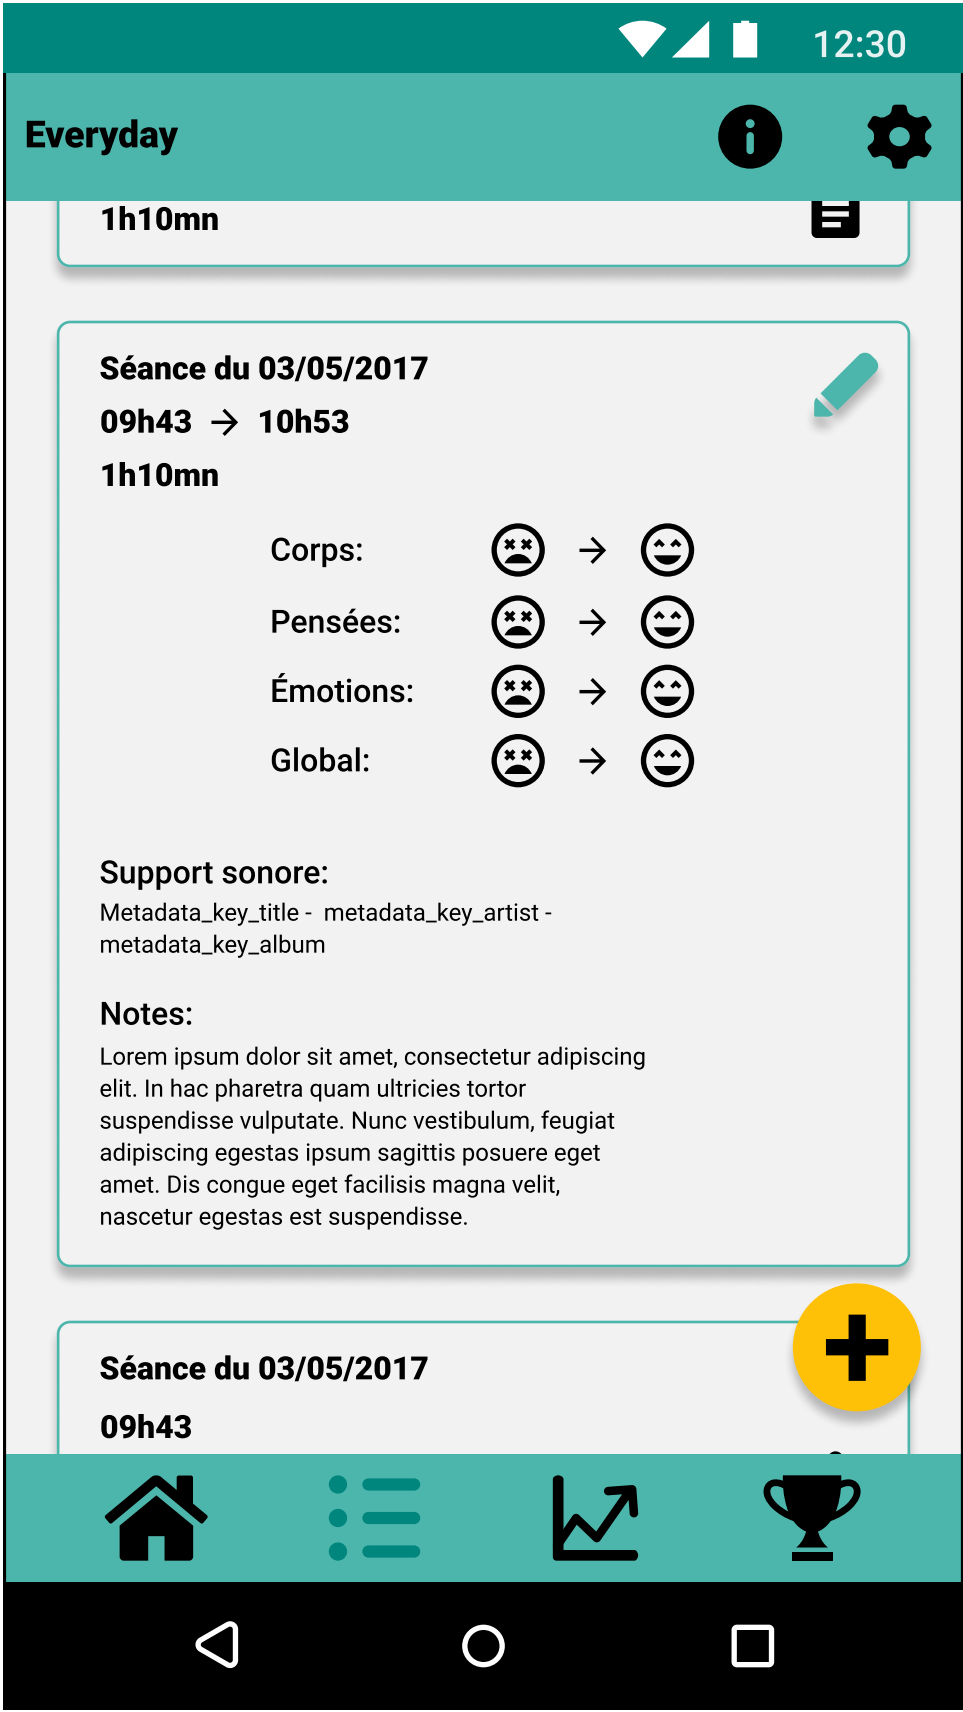 12:30
Everyday
1h10mn
Séance du 03/05/2017
09h43 → 10h53
1h10mn
Corps: →
Pensées: →
Émotions: →
Global: →
Support sonore:
Metadata_key_title - metadata_key_artist -
metadata_key_album
Notes:
Lorem ipsum dolor sit amet, consectetur adipiscing
elit. In hac pharetra quam ultricies tortor
suspendisse vulputate. Nunc vestibulum, feugiat
adipiscing egestas ipsum sagittis posuere eget
amet. Dis congue eget facilisis magna velit,
nascetur egestas est suspendisse.
Séance du 03/05/2017
09h43